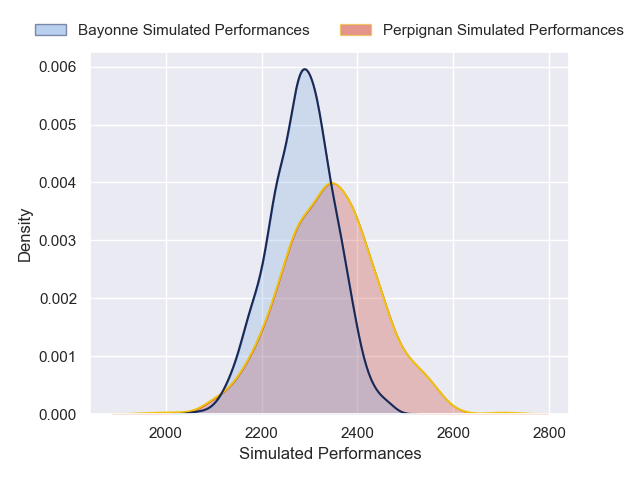 Bayonne Simulated Performances Perpignan Simulated Performances
0.006
0.005
0.004
0.003
0.002
0.001
0.000
Density
2000 2200 2400 2600 2800
Simulated Performances